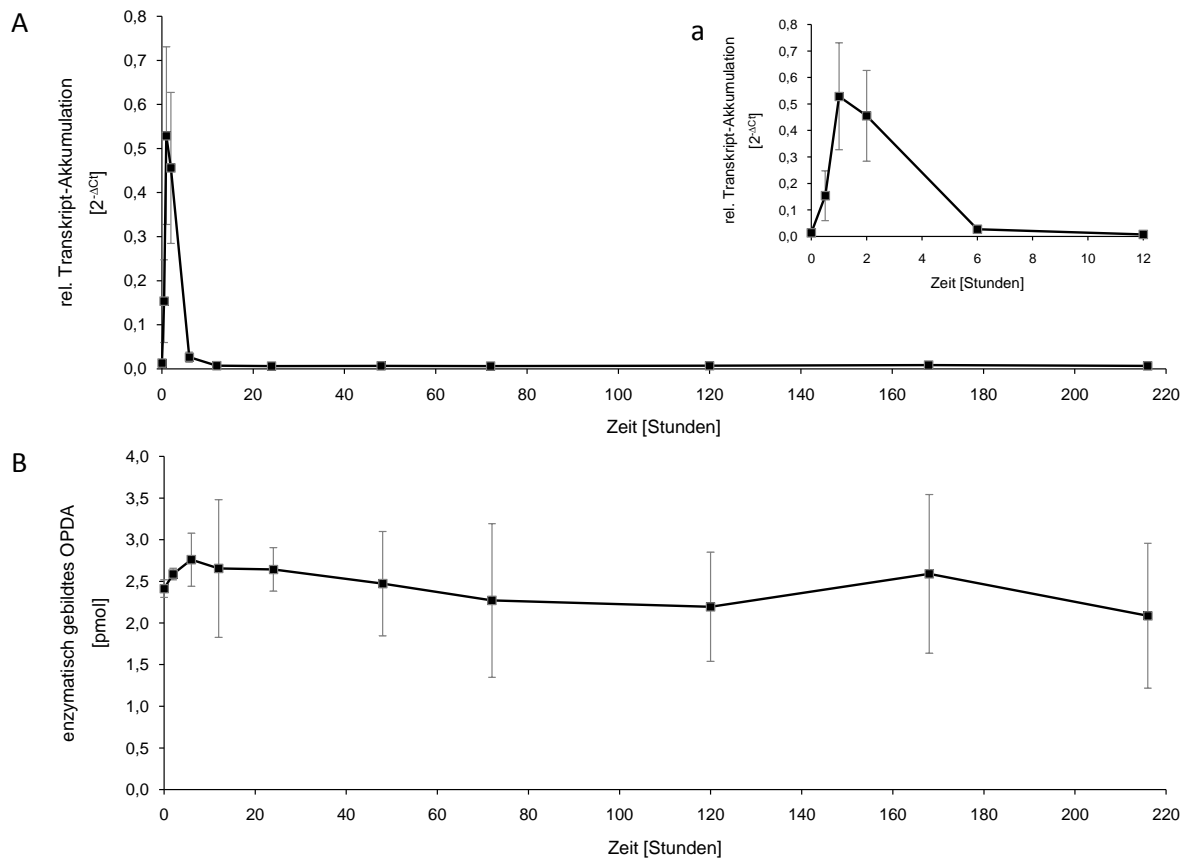 A
rel. Transkript-Akkumulation
[2-ΔCt]
0,8
0,7
0,6
0,5
0,4
0,3
0,2
0,1
0,0
0 20 40 60 80 100 120 140 160 180 200 220
Zeit [Stunden]
a
rel. Transkript-Akkumulation
[2-ΔCt]
0,8
0,7
0,6
0,5
0,4
0,3
0,2
0,1
0,0
0 2 4 6 8 10 12
Zeit [Stunden]
B
enzymatisch gebildtes OPDA
[pmol]
4,0
3,5
3,0
2,5
2,0
1,5
1,0
0,5
0,0
0 20 40 60 80 100 120 140 160 180 200 220
Zeit [Stunden]